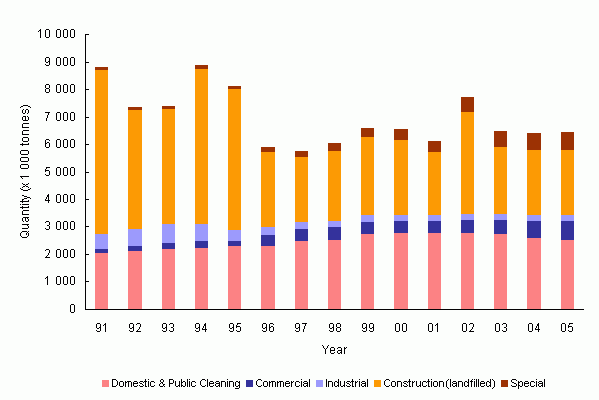 10 000
9 000
8 000
7 000
6 000
5 000
4 000
3 000
2 000
1 000
0
Quantity (x 1 000 tonnes)
91 92 93 94 95 96 97 98 99 00 01 02 03 04 05
Year
Domestic & Public Cleaning Commercial Industrial Construction(landfilled) Special